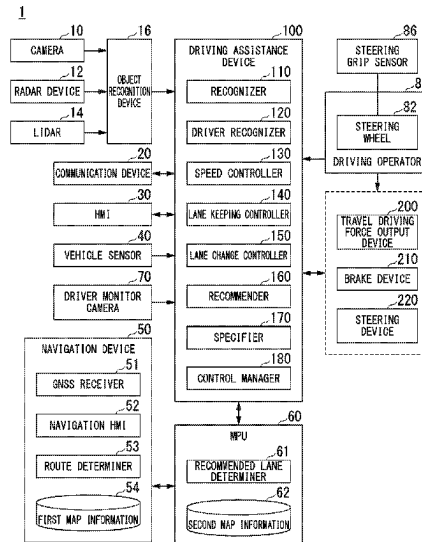 1
10
CAMERA
12
RADAR DEVICE
14
LIDAR
16
OBJECT
RECOGNITION
DEVICE
20
COMMUNICATION DEVICE
30
HMI
40
VEHICLE SENSOR
70
DRIVER MONITOR
CAMERA
50
NAVIGATION DEVICE
51
GNSS RECEIVER
52
NAVIGATION HMI
53
ROUTE DETERMINER
54
FIRST MAP INFORMATION
100
DRIVING ASSISTANCE
DEVICE
110
RECOGNIZER
120
DRIVER RECOGNIZER
130
SPEED CONTROLLER
140
LANE KEEPING CONTROLLER
150
LANE CHANGE CONTROLLER
160
RECOMMENDER
170
SPECIFIER
180
CONTROL MANAGER
60
MPU
61
RECOMMENDED LANE
DETERMINER
62
SECOND MAP INFORMATION
86
STEERING
GRIP SENSOR
8
82
STEERING
WHEEL
DRIVING OPERATOR
200
TRAVEL DRIVING
FORCE OUTPUT
DEVICE
210
BRAKE DEVICE
220
STEERING
DEVICE